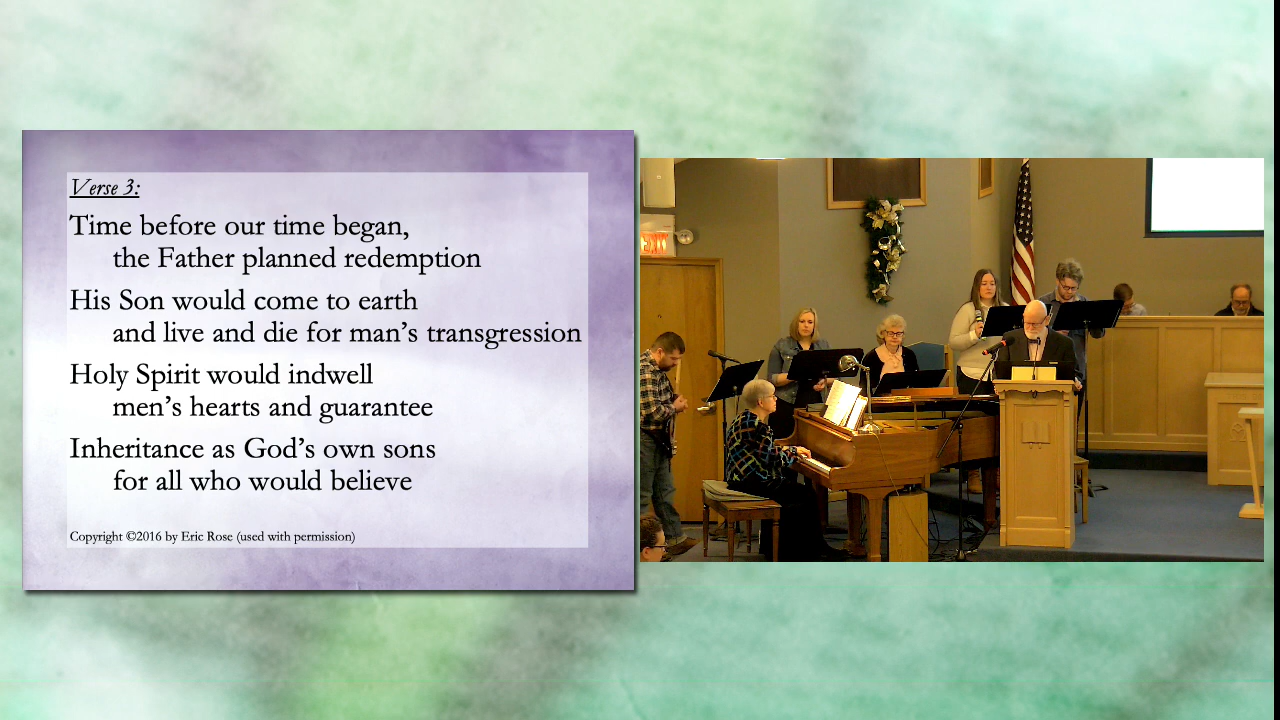 Verse 3:
Time before our time began,
the Father planned redemption
His Son would come to earth
and live and die for man's transgression
Holy Spirit would indwell
men's hearts and guarantee
Inheritance as God's own sons
for all who would believe
Copyright ©2016 by Eric Rose (used with permission)
EXIT